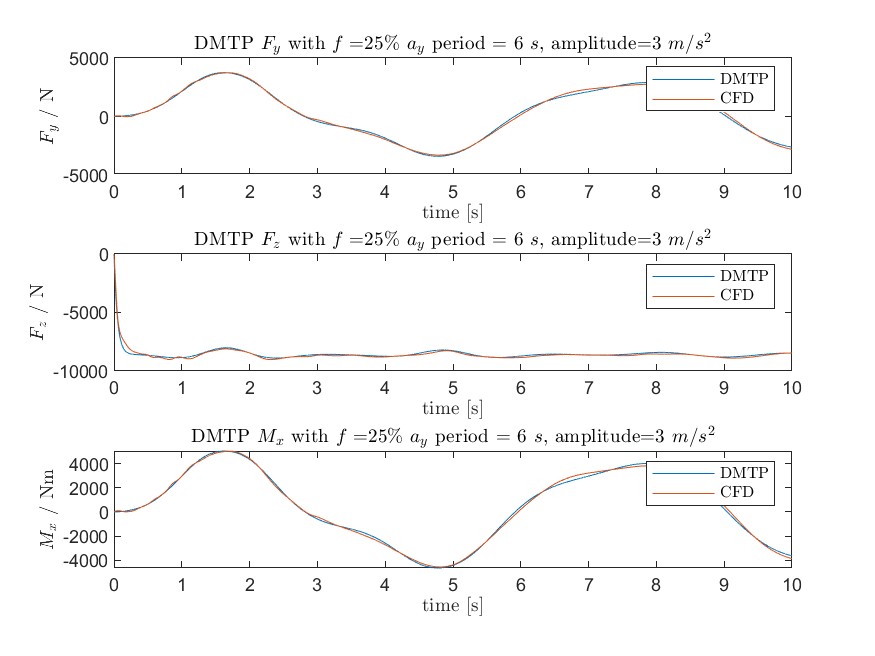 DMTP F_y with f =25% a_y period = 6 s, amplitude=3 m/s²
5000
0
-5000
F_y / N
DMTP
CFD
0 1 2 3 4 5 6 7 8 9 10
time [s]
DMTP F_z with f =25% a_y period = 6 s, amplitude=3 m/s²
0
-5000
-10000
F_z / N
DMTP
CFD
0 1 2 3 4 5 6 7 8 9 10
time [s]
DMTP M_x with f =25% a_y period = 6 s, amplitude=3 m/s²
4000
2000
0
-2000
-4000
M_x / Nm
DMTP
CFD
0 1 2 3 4 5 6 7 8 9 10
time [s]